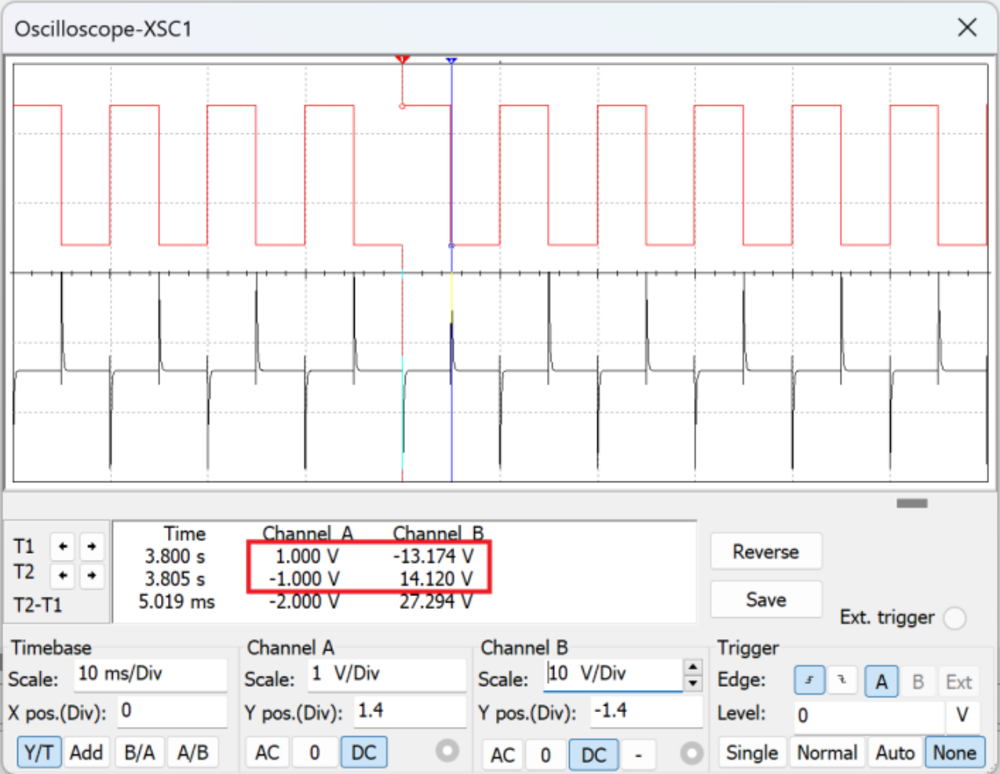 Oscilloscope-XSC1
Time Channel A Channel B
T1 3.800 s 1.000 V -13.174 V
T2 3.805 s -1.000 V 14.120 V
T2-T1 5.019 ms -2.000 V 27.294 V
Reverse
Save
Ext. trigger
Timebase
Scale: 10 ms/Div
X pos.(Div): 0
Y/T Add B/A A/B
Channel A
Scale: 1 V/Div
Y pos.(Div): 1.4
AC 0 DC
Channel B
Scale: 10 V/Div
Y pos.(Div): -1.4
AC 0 DC -
Trigger
Edge: A B Ext
Level: 0 V
Single Normal Auto None